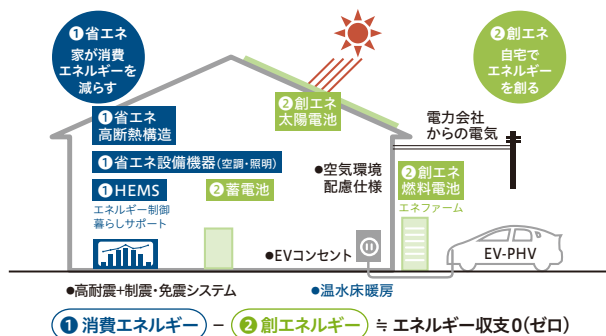 ❶省エネ
家が消費
エネルギーを
減らす
❷創エネ
自宅で
エネルギー
を創る
❷創エネ
太陽電池
❶省エネ
高断熱構造
電力会社
からの電気
❶省エネ設備機器(空調・照明)
●空気環境
配慮仕様
❷創エネ
燃料電池
エネファーム
❶HEMS
エネルギー制御
暮らしサポート
❷蓄電池
●EVコンセント
EV-PHV
●高耐震+制震・免震システム
●温水床暖房
❶消費エネルギー − ❷創エネルギー ≒ エネルギー収支0(ゼロ)